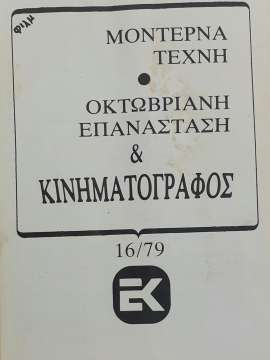 φιλμ
ΜΟΝΤΕΡΝΑ
ΤΕΧΝΗ
ΟΚΤΩΒΡΙΑΝΗ
ΕΠΑΝΑΣΤΑΣΗ
&
ΚΙΝΗΜΑΤΟΓΡΑΦΟΣ
16/79
ΕΚ